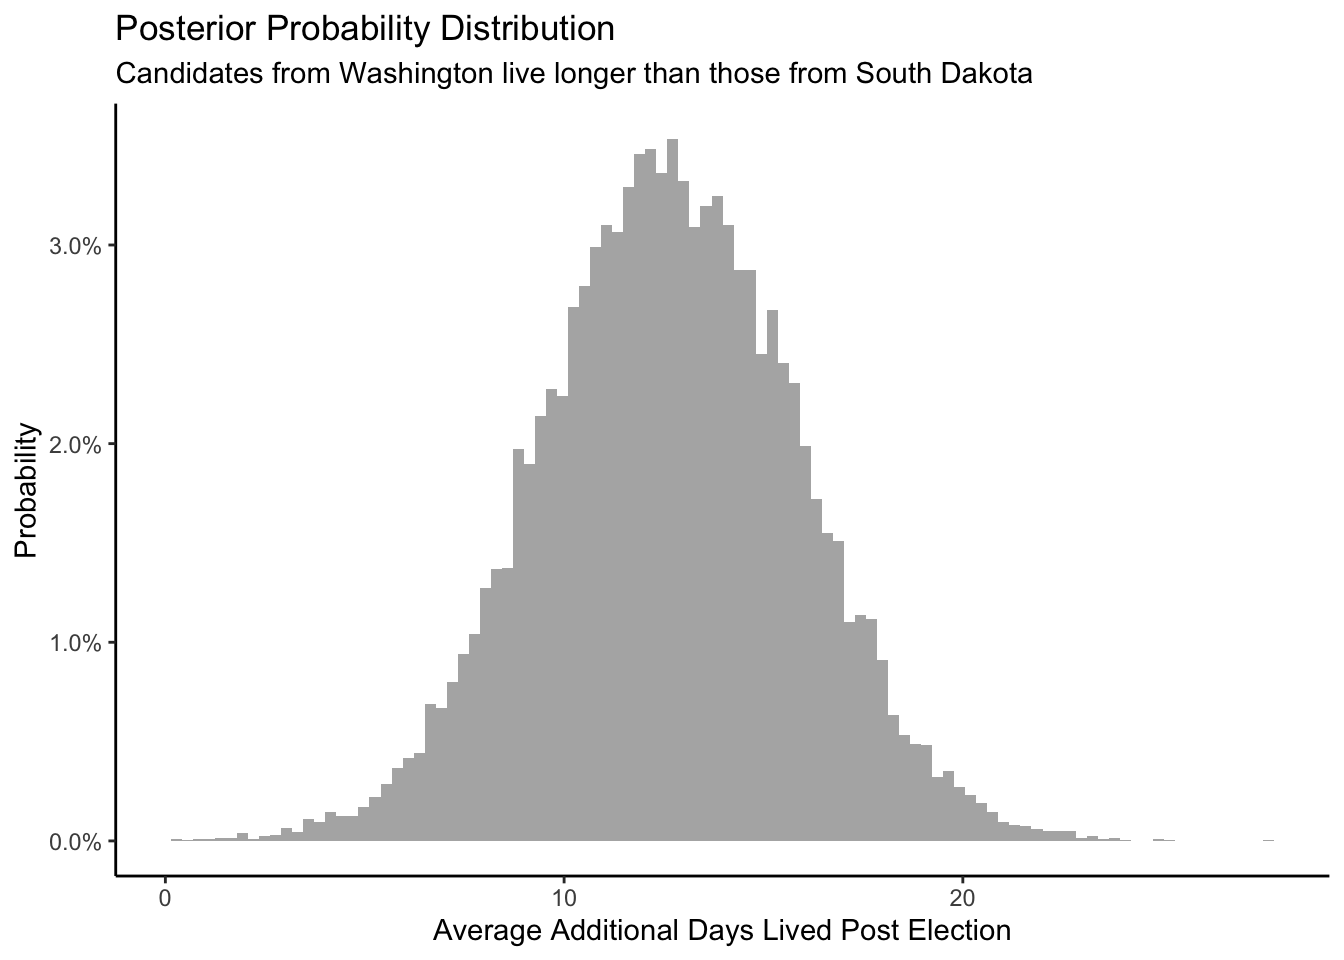 Posterior Probability Distribution
Candidates from Washington live longer than those from South Dakota
Probability
3.0%
2.0%
1.0%
0.0%
0 10 20
Average Additional Days Lived Post Election